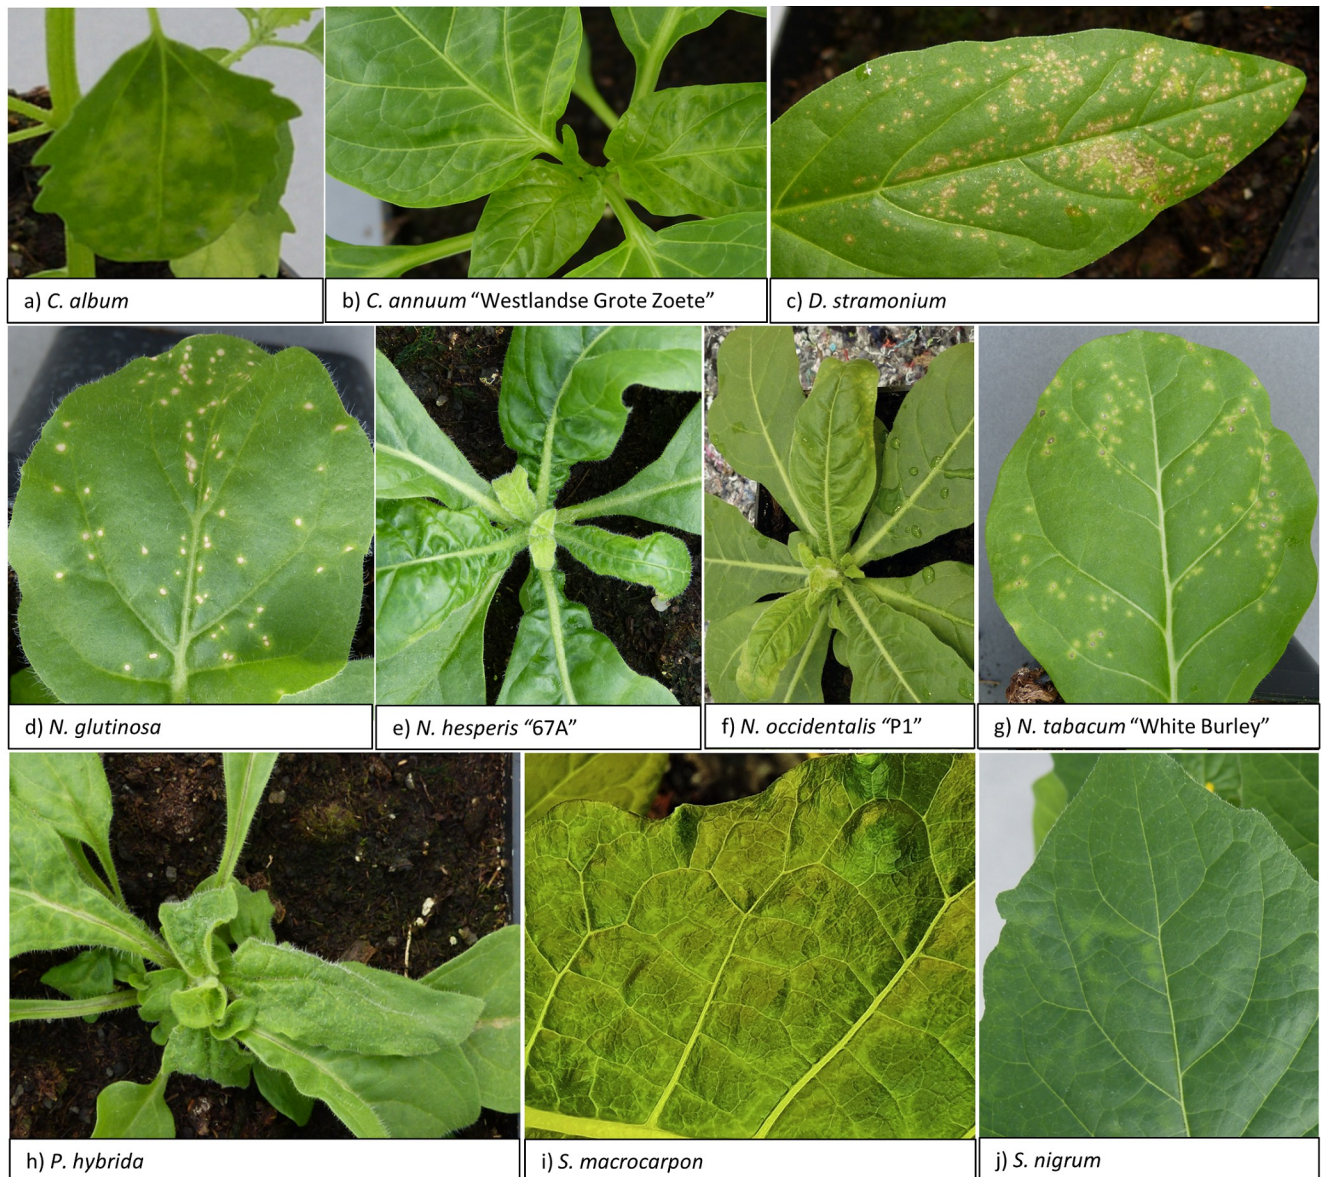 a) C. album
b) C. annuum “Westlandse Grote Zoete”
c) D. stramonium
d) N. glutinosa
e) N. hesperis “67A”
f) N. occidentalis “P1”
g) N. tabacum “White Burley”
h) P. hybrida
i) S. macrocarpon
j) S. nigrum